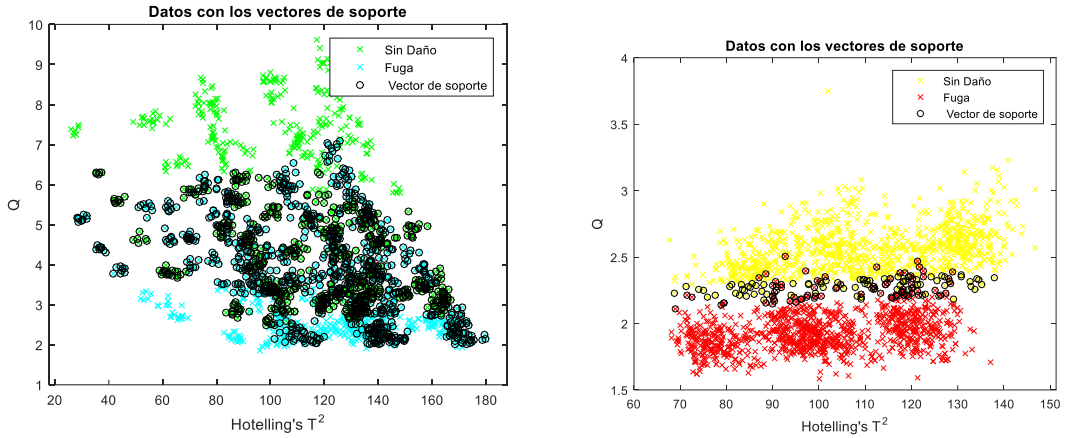 Datos con los vectores de soporte
10
9
8
7
6
5
4
3
2
1
Q
Sin Daño
Fuga
Vector de soporte
20 40 60 80 100 120 140 160 180
Hotelling's T²
Datos con los vectores de soporte
4
3.5
3
2.5
2
1.5
Q
Sin Daño
Fuga
Vector de soporte
60 70 80 90 100 110 120 130 140 150
Hotelling's T²